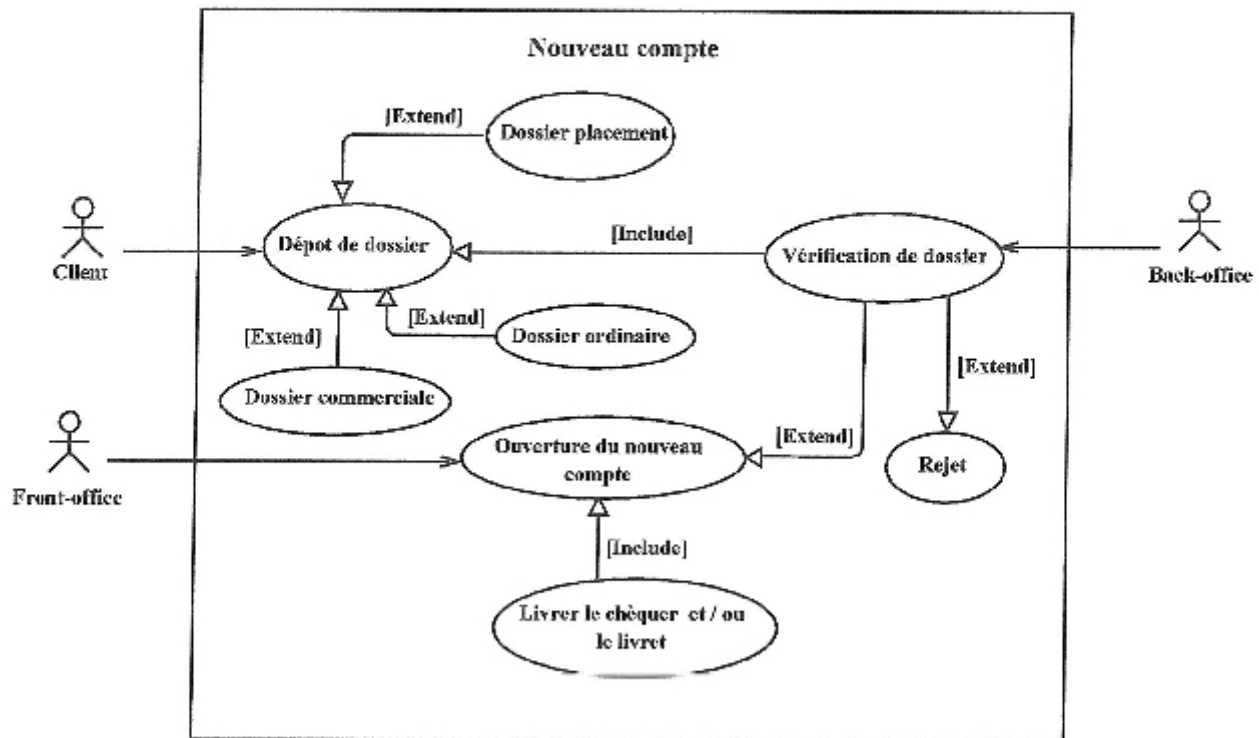 Nouveau compte
[Extend]
Dossier placement
Client
Dépot de dossier
[Include]
Vérification de dossier
Back-office
[Extend]
[Extend]
Dossier ordinaire
[Extend]
Dossier commerciale
Front-office
Ouverture du nouveau
compte
[Extend]
Rejet
[Include]
Livrer le chèquer et / ou
le livret